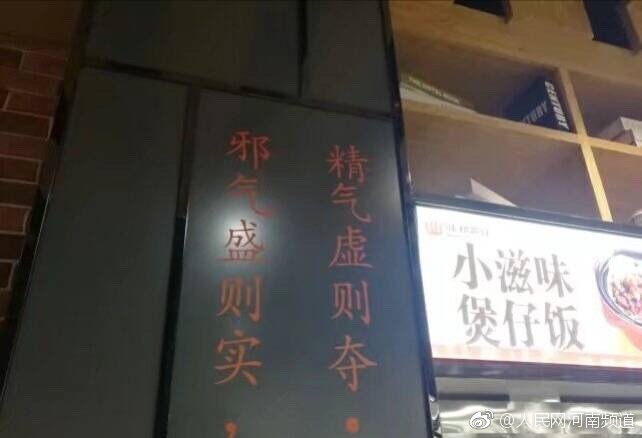 邪气盛则实，
精气虚则夺。
CENTURY
小滋味
煲仔饭
@人民网河南频道